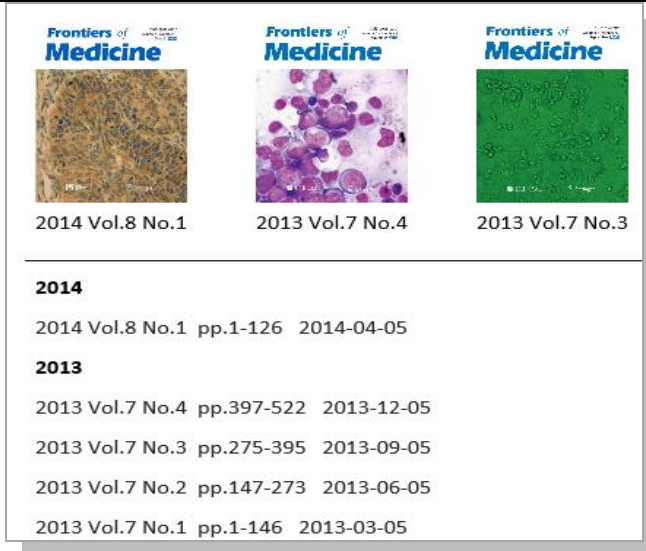 Frontiers of
Medicine
Frontiers of
Medicine
Frontiers of
Medicine
2014 Vol.8 No.1
2013 Vol.7 No.4
2013 Vol.7 No.3
2014
2014 Vol.8 No.1 pp.1-126 2014-04-05
2013
2013 Vol.7 No.4 pp.397-522 2013-12-05
2013 Vol.7 No.3 pp.275-395 2013-09-05
2013 Vol.7 No.2 pp.147-273 2013-06-05
2013 Vol.7 No.1 pp.1-146 2013-03-05